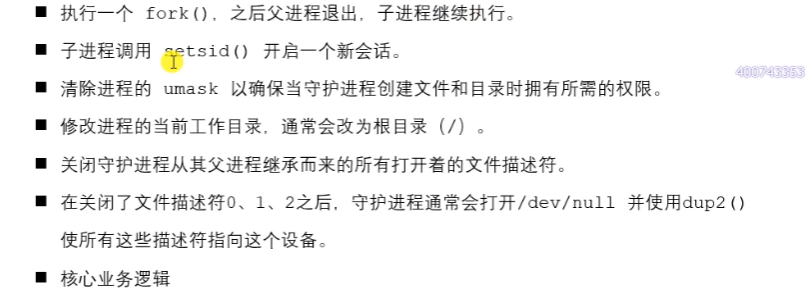 ■ 执行一个 fork()，之后父进程退出，子进程继续执行。
■ 子进程调用 setsid() 开启一个新会话。
■ 清除进程的 umask 以确保当守护进程创建文件和目录时拥有所需的权限。
400743353
■ 修改进程的当前工作目录，通常会改为根目录（/）。
■ 关闭守护进程从其父进程继承而来的所有打开着的文件描述符。
■ 在关闭了文件描述符0、1、2之后，守护进程通常会打开/dev/null 并使用dup2()
使所有这些描述符指向这个设备。
■ 核心业务逻辑